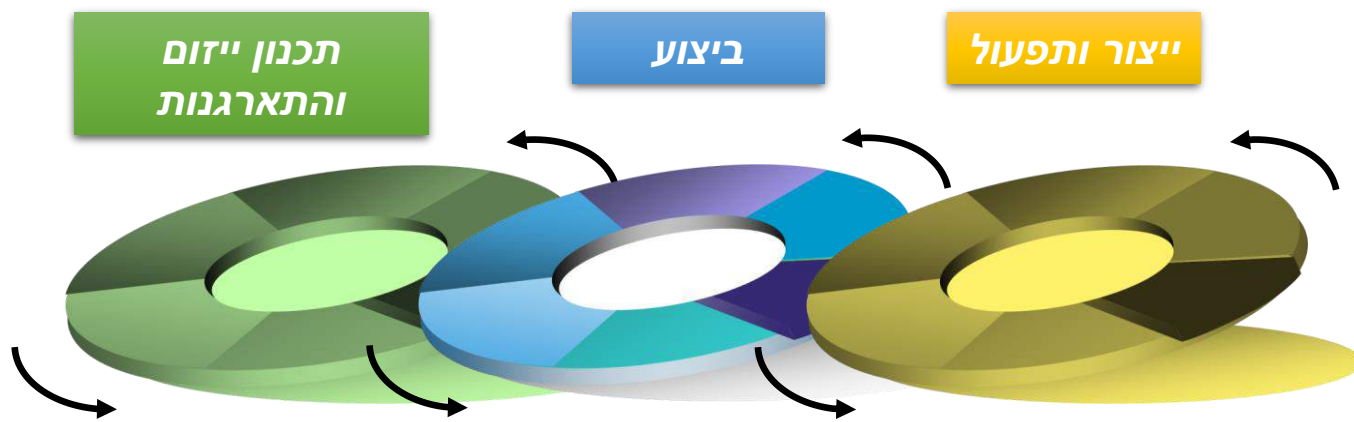 ייצור ותפעול
ביצוע
תכנון ייזום
והתארגנות